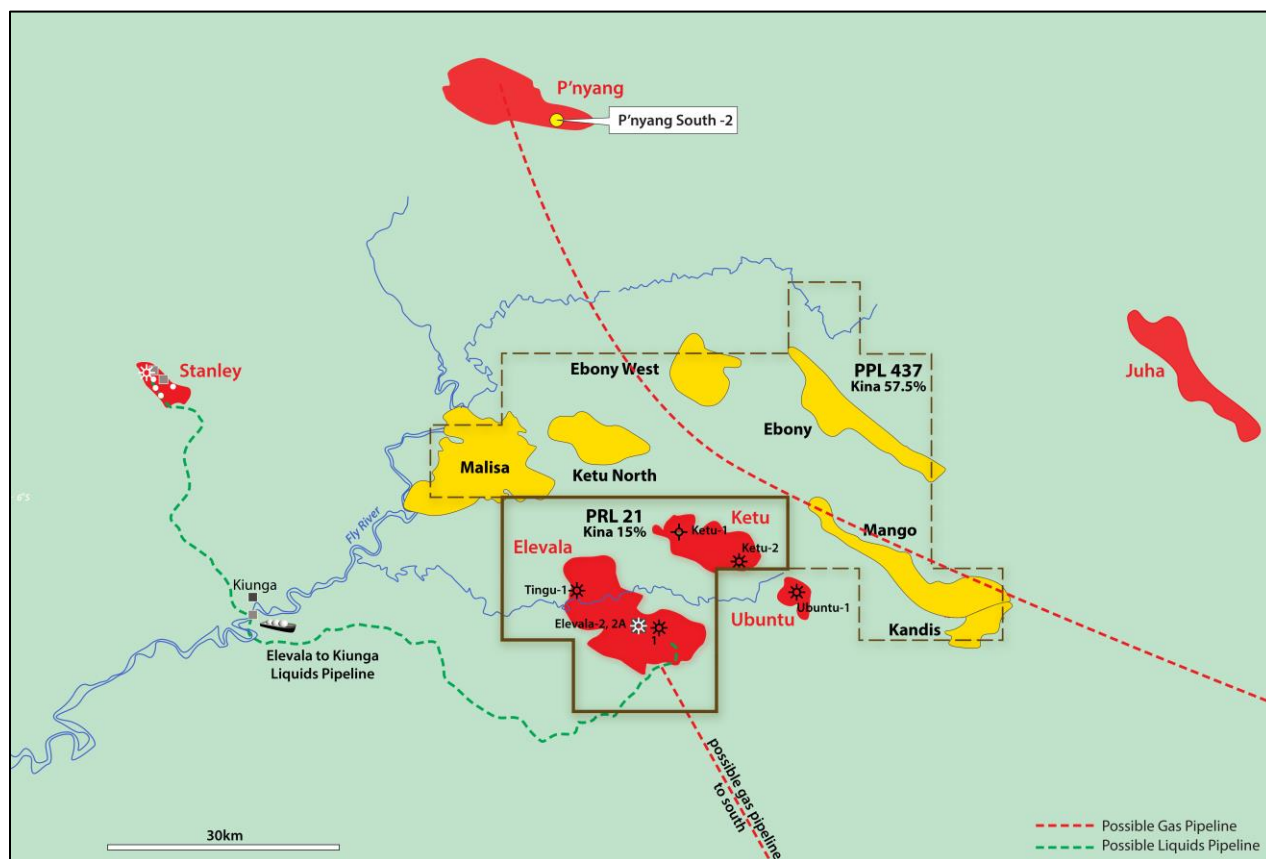 P'nyang
P'nyang South -2
Stanley
Ebony West
PPL 437
Kina 57.5%
Juha
Ebony
Malisa
Ketu North
6°S
Fly River
PRL 21
Kina 15%
Ketu
Ketu-1
Mango
Elevala
Ketu-2
Kiunga
Tingu-1
Ubuntu-1
Ubuntu
Elevala-2, 2A
1
Kandis
Elevala to Kiunga
Liquids Pipeline
possible gas pipeline
to south
30km
Possible Gas Pipeline
Possible Liquids Pipeline